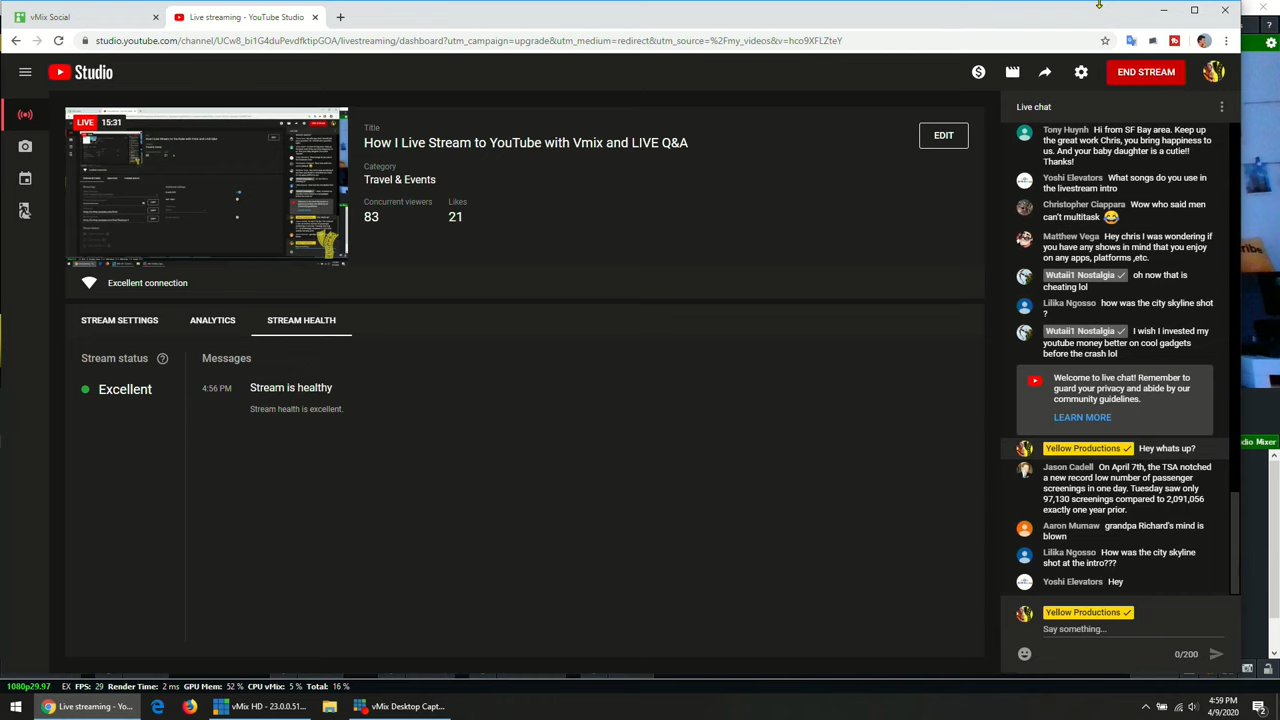 vMix Social
Live streaming - YouTube Studio
studio.youtube.com/channel/UCw8_bi1G4duPevdfktipGOA/livestreaming/dashboard?utm_campaign=upgrade&utm_medium=redirect&utm_source=%2Fmy_videos&v=hco9XFLZteY
Studio
END STREAM
LIVE 15:31
Title
How I Live Stream to YouTube with Vmix and LIVE Q&A
EDIT
Category
Travel & Events
Concurrent viewers
Likes
83
21
Excellent connection
STREAM SETTINGS
ANALYTICS
STREAM HEALTH
Stream status
Messages
Excellent
4:56 PM
Stream is healthy
Stream health is excellent.
Live chat
Tony Huynh Hi from SF Bay area. Keep up
the great work Chris, you bring happiness to
us. And your baby daughter is a cutie!!
Thanks!
Yoshi Elevators What songs do you use in
the livestream intro
Christopher Ciappara Wow who said men
can't multitask
Matthew Vega Hey chris I was wondering if
you have any shows in mind that you enjoy
on any apps, platforms ,etc.
Wutaii1 Nostalgia oh now that is
cheating lol
Lilika Ngosso how was the city skyline shot
?
Wutaii1 Nostalgia I wish I invested my
youtube money better on cool gadgets
before the crash lol
Welcome to live chat! Remember to
guard your privacy and abide by our
community guidelines.
LEARN MORE
Yellow Productions Hey whats up?
Jason Cadell On April 7th, the TSA notched
a new record low number of passenger
screenings in one day. Tuesday saw only
97,130 screenings compared to 2,091,056
exactly one year prior.
Aaron Mumaw grandpa Richard's mind is
blown
Lilika Ngosso How was the city skyline
shot at the intro???
Yoshi Elevators Hey
Yellow Productions
Say something...
0/200
dio Mixer
1080p29.97 EX FPS: 29 Render Time: 2 ms GPU Mem: 52 % CPU vMix: 5 % Total: 16 %
Live streaming - Yo...
vMix HD - 23.0.0.51...
vMix Desktop Capt...
4:59 PM
4/9/2020
2